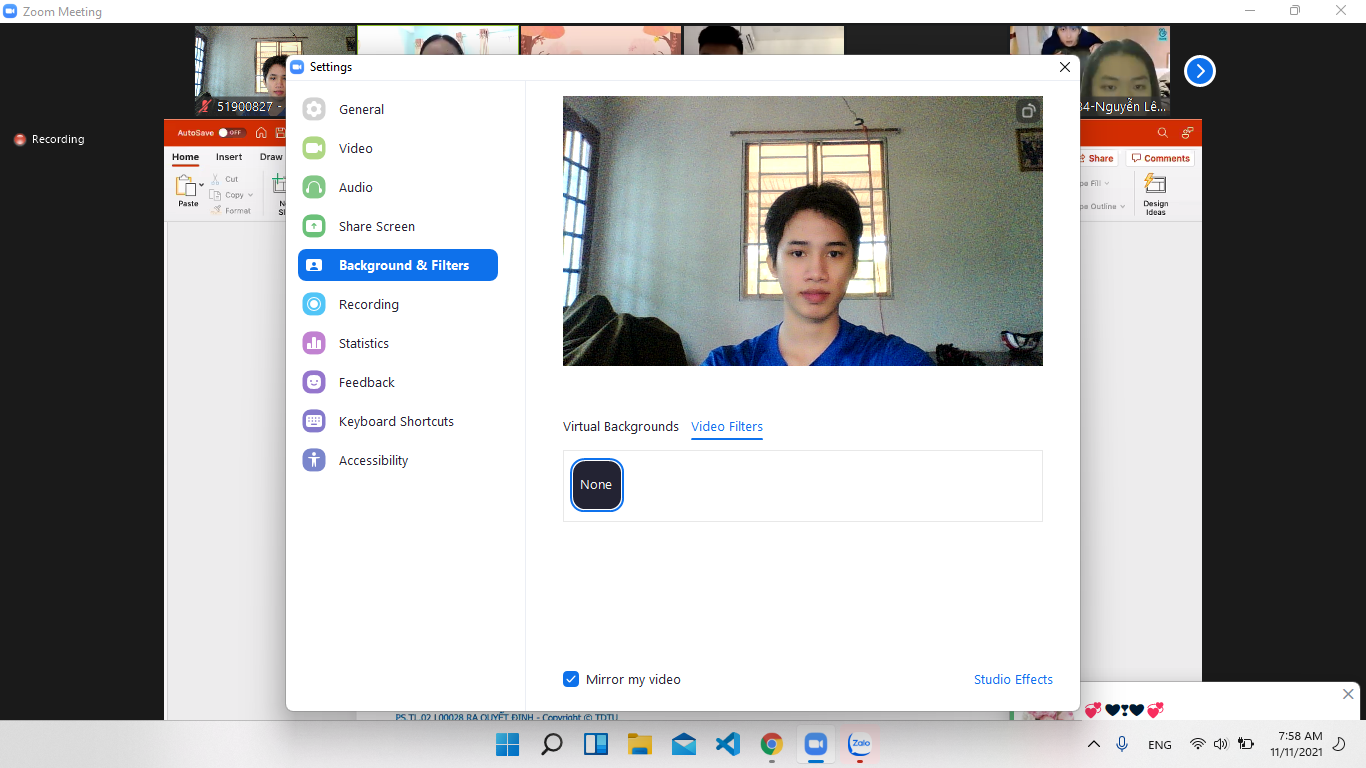 Zoom Meeting
51900827 -
34-Nguyễn Lê...
Recording
AutoSave OFF
Home Insert Draw
Share Comments
Cut
Copy
Format
Paste
Design
Ideas
Settings
General
Video
Audio
Share Screen
Background & Filters
Recording
Statistics
Feedback
Keyboard Shortcuts
Accessibility
Virtual Backgrounds Video Filters
None
Mirror my video
Studio Effects
PS.TL.02.L00028 RA QUYẾT ĐỊNH - Copyright © TDTU
Zalo
ENG
7:58 AM
11/11/2021